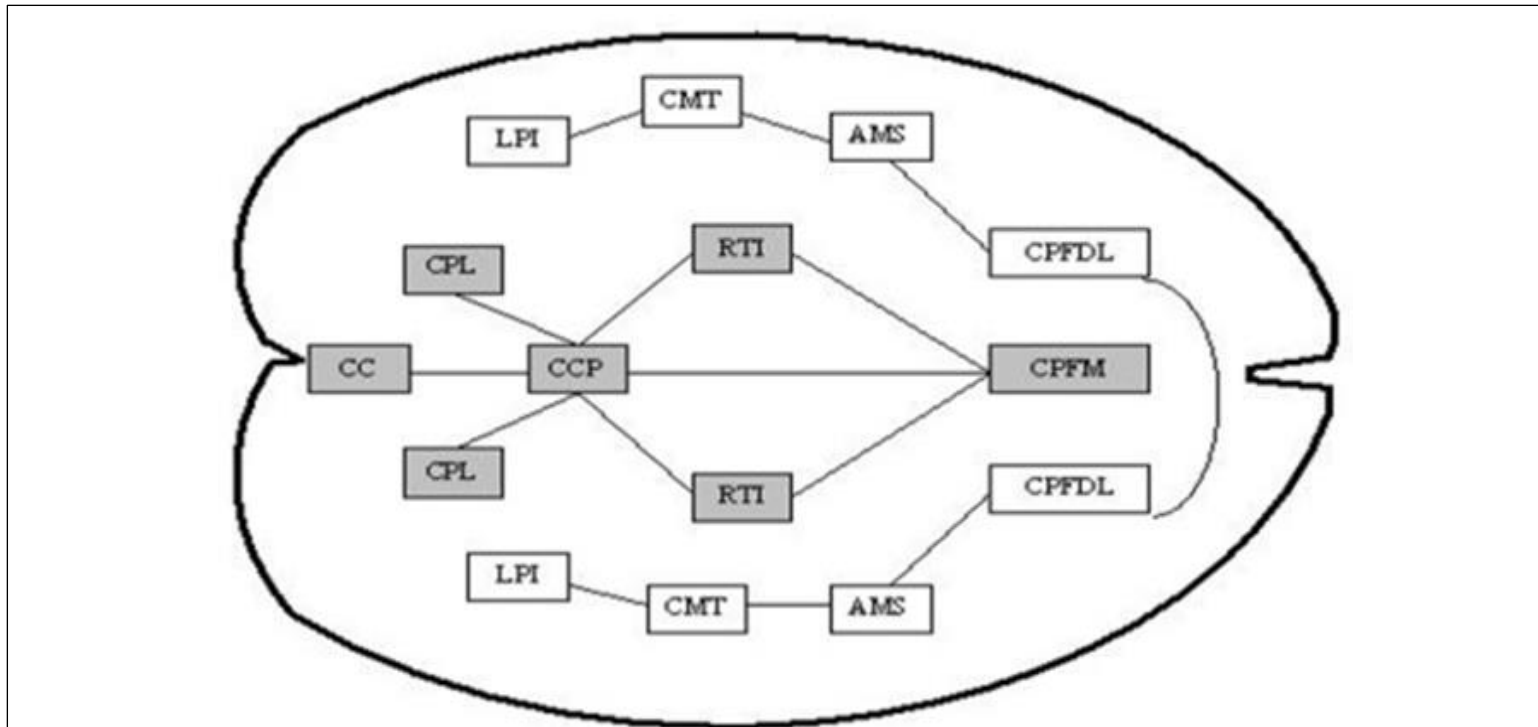 CMT
LPI
AMS
RTI
CPFDL
CPL
CC
CCP
CPFM
CPL
RTI
CPFDL
LPI
CMT
AMS